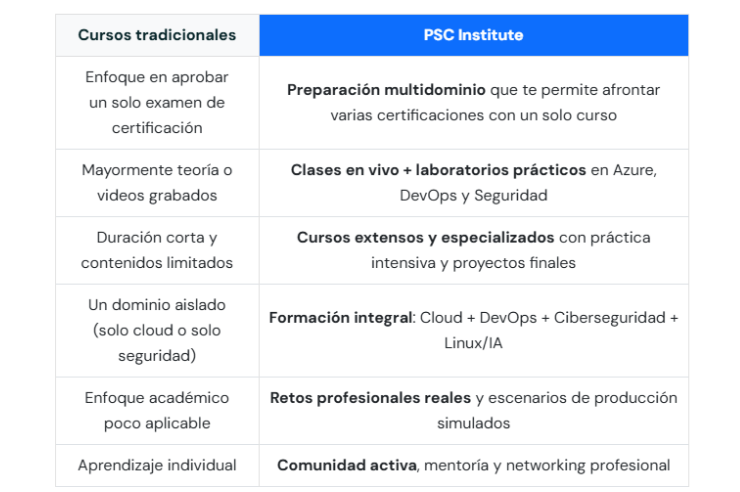 Cursos tradicionales
PSC Institute
Enfoque en aprobar
un solo examen de
certificación
Preparación multidominio que te permite afrontar
varias certificaciones con un solo curso
Mayormente teoría o
videos grabados
Clases en vivo + laboratorios prácticos en Azure,
DevOps y Seguridad
Duración corta y
contenidos limitados
Cursos extensos y especializados con práctica
intensiva y proyectos finales
Un dominio aislado
(solo cloud o solo
seguridad)
Formación integral: Cloud + DevOps + Ciberseguridad +
Linux/IA
Enfoque académico
poco aplicable
Retos profesionales reales y escenarios de producción
simulados
Aprendizaje individual
Comunidad activa, mentoría y networking profesional